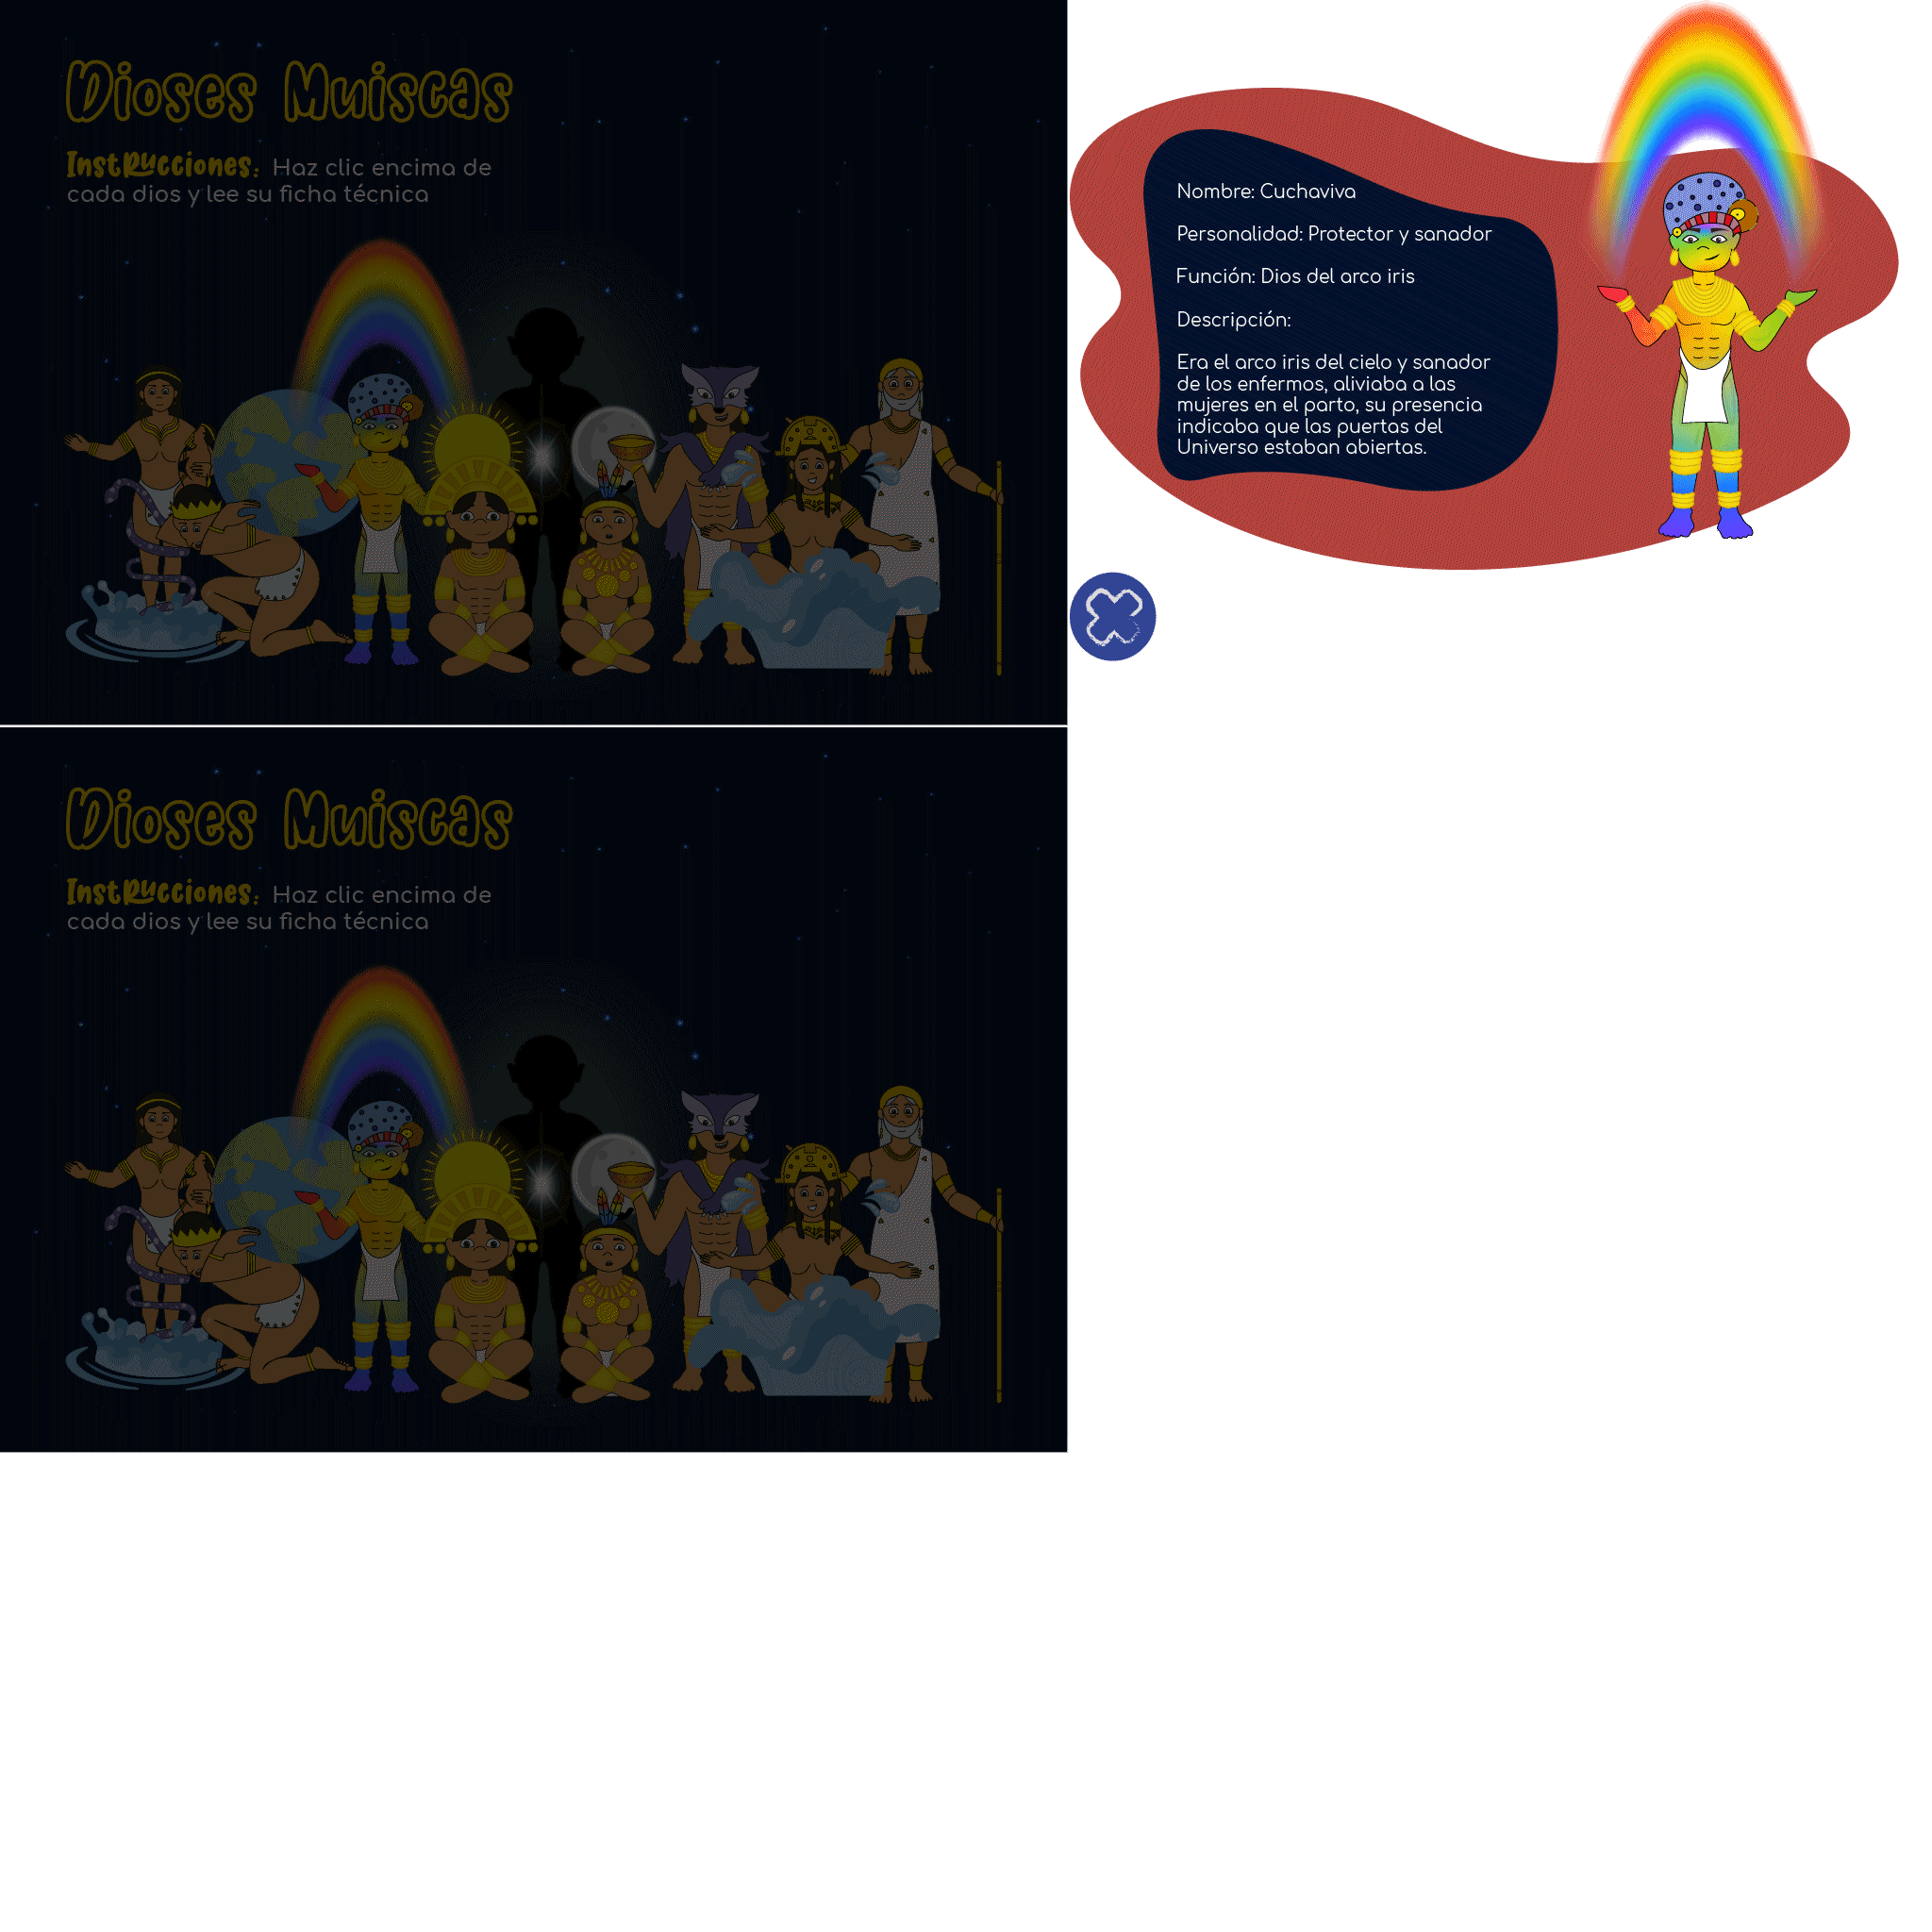 Dioses Muiscas
Instrucciones: Haz clic encima de
cada dios y lee su ficha técnica
Nombre: Cuchaviva
Personalidad: Protector y sanador
Función: Dios del arco iris
Descripción:
Era el arco iris del cielo y sanador
de los enfermos, aliviaba a las
mujeres en el parto, su presencia
indicaba que las puertas del
Universo estaban abiertas.
Dioses Muiscas
Instrucciones: Haz clic encima de
cada dios y lee su ficha técnica